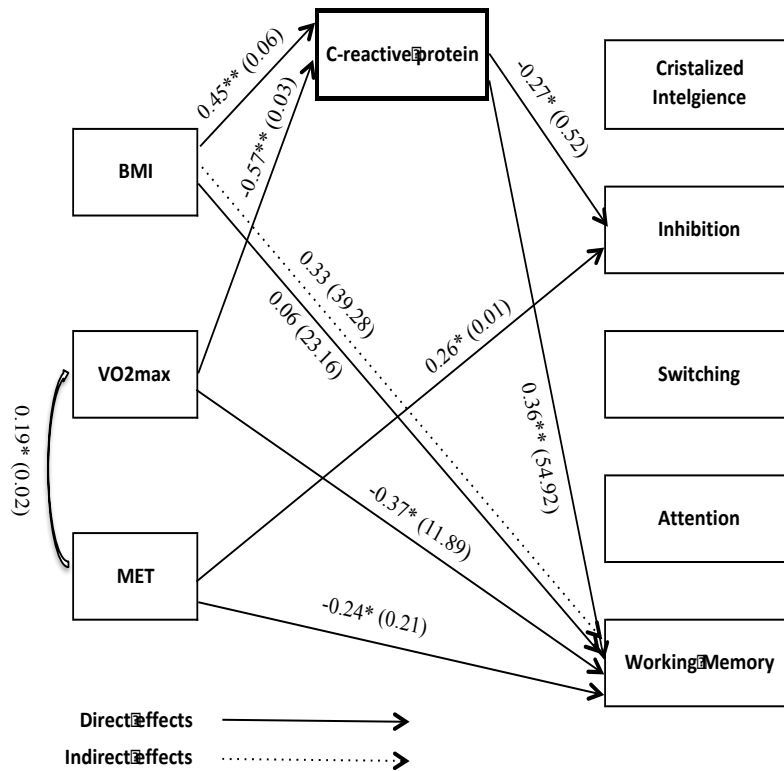 C-reactive protein
Cristalized
Intelgience
BMI
Inhibition
VO2max
Switching
MET
Attention
Working Memory
0.45** (0.06)
-0.57** (0.03)
-0.27* (0.52)
0.33 (39.28)
0.06 (23.16)
0.26* (0.01)
0.36** (54.92)
0.19* (0.02)
-0.37* (11.89)
-0.24* (0.21)
Direct effects
Indirect effects